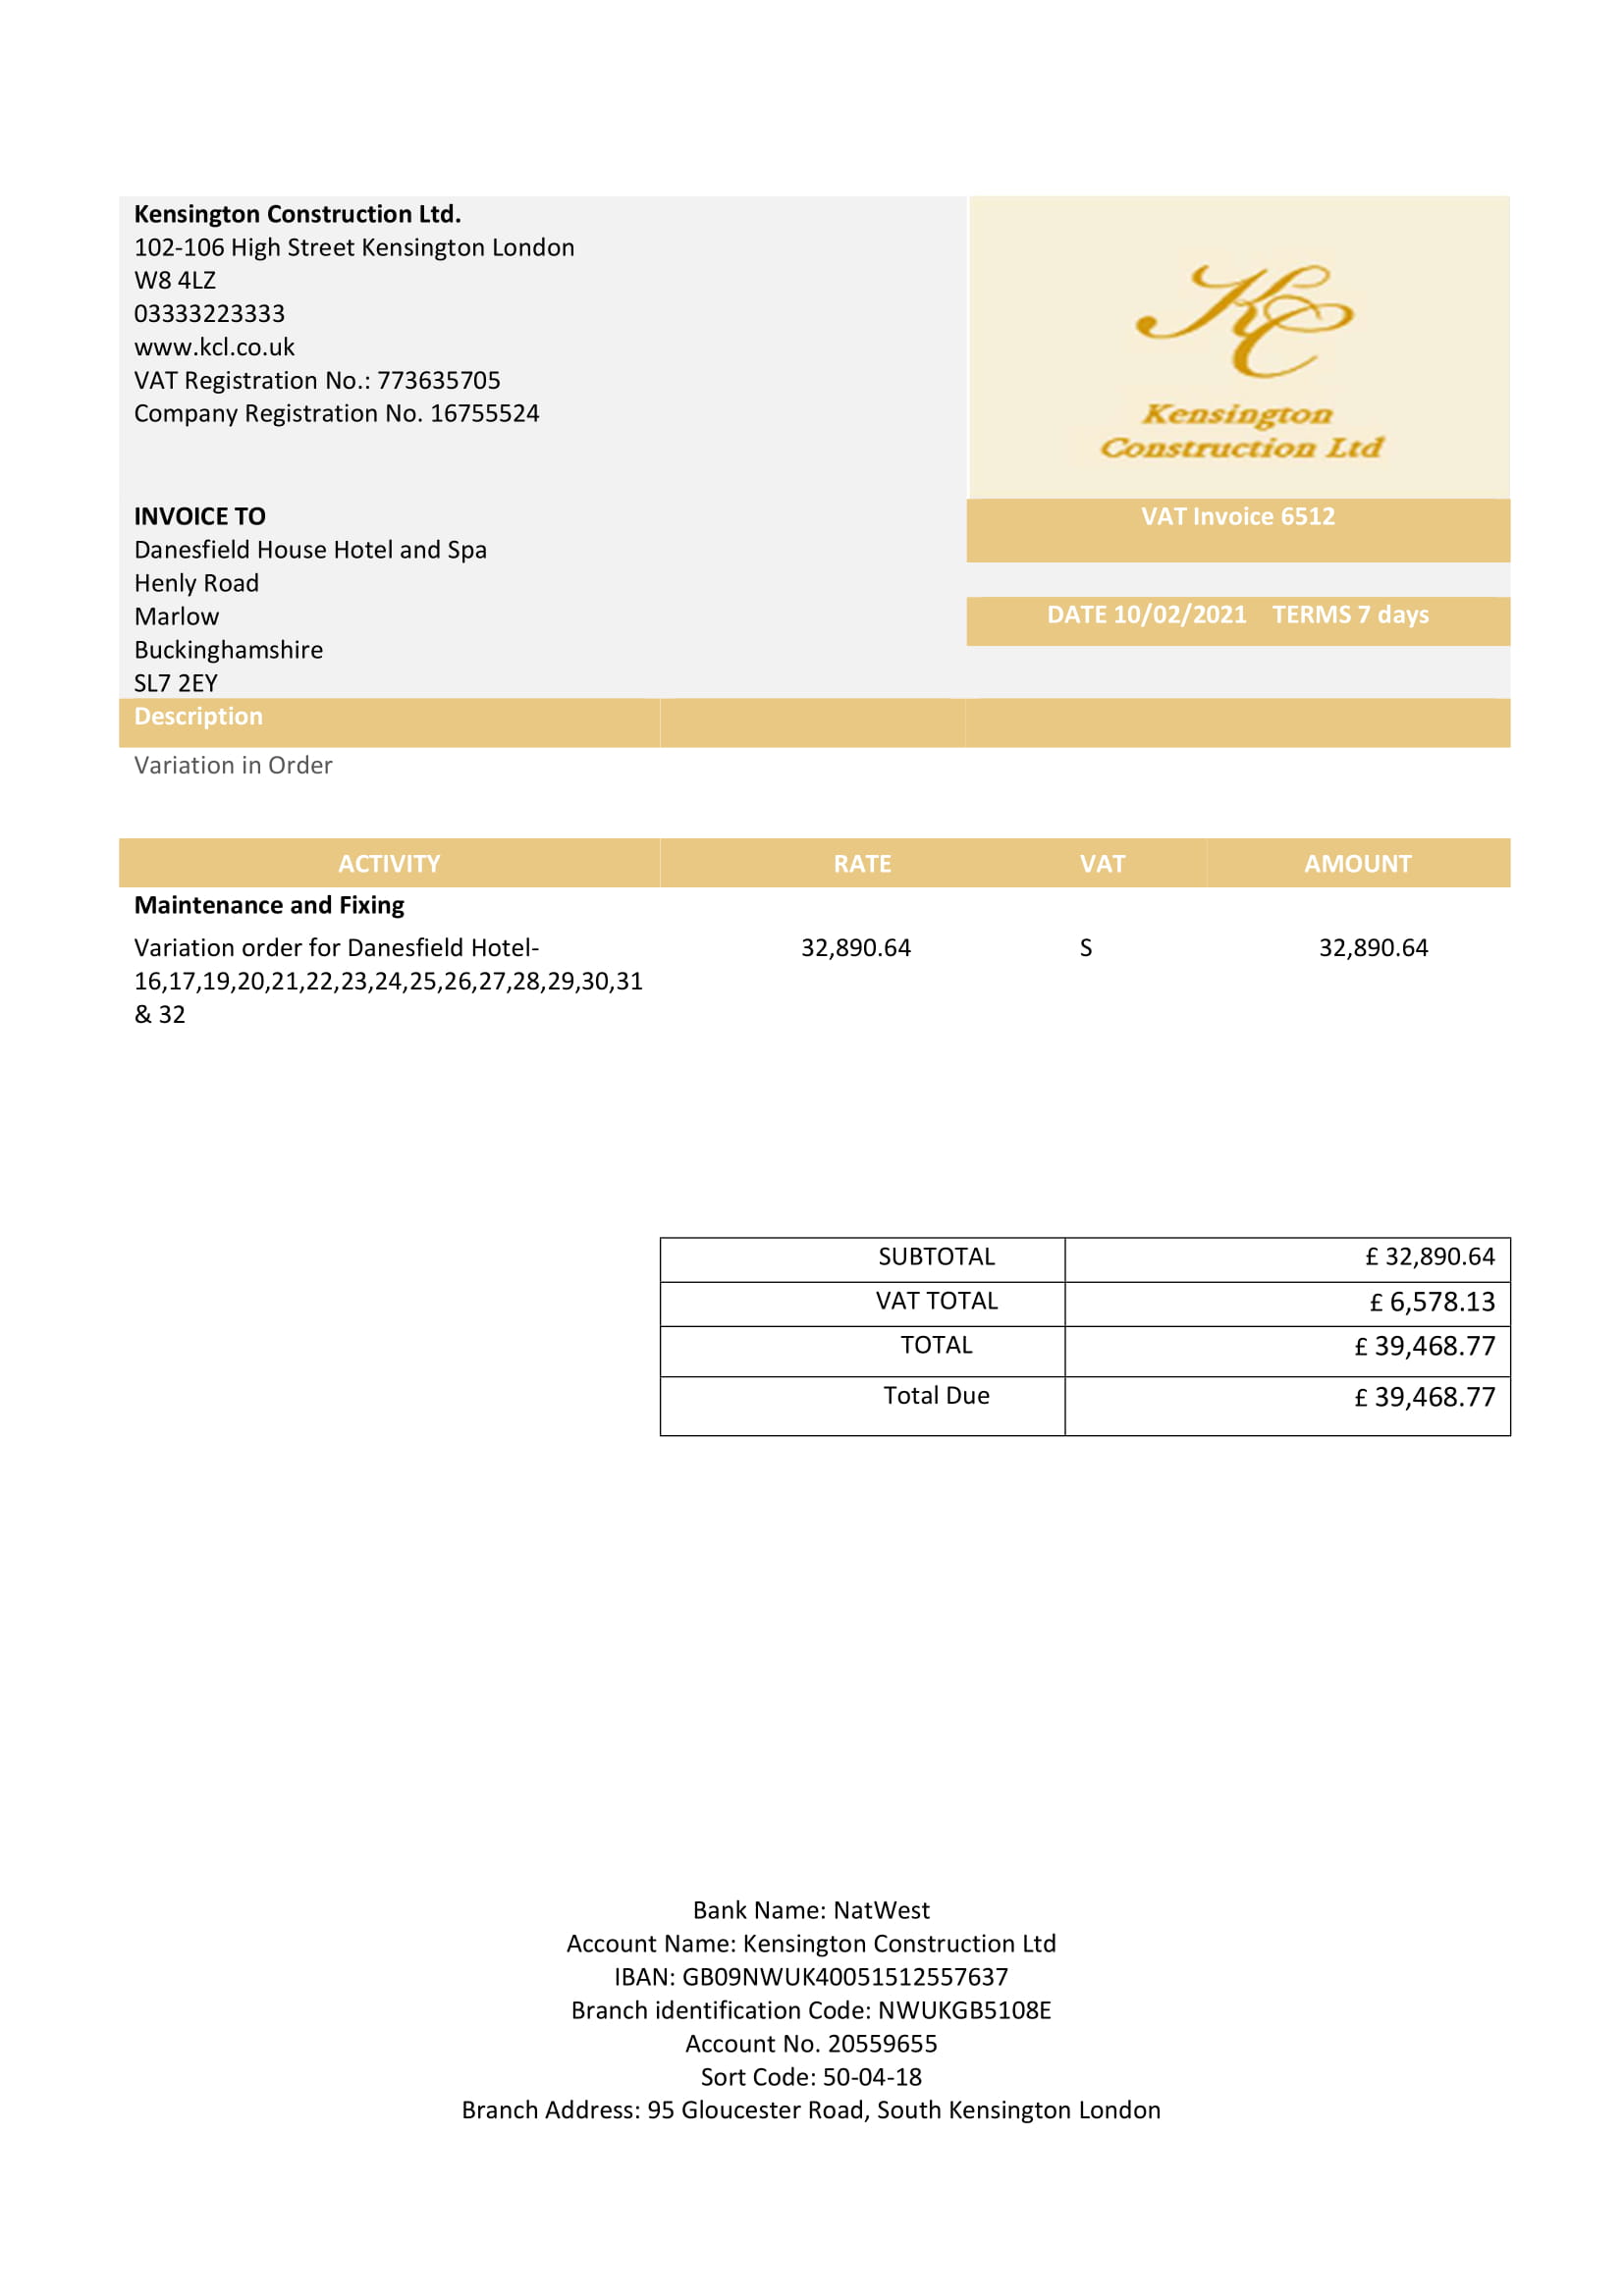 Kensington Construction Ltd.
102-106 High Street Kensington London
W8 4LZ
03333223333
www.kcl.co.uk
VAT Registration No.: 773635705
Company Registration No. 16755524
KC
Kensington
Construction Ltd
INVOICE TO
Danesfield House Hotel and Spa
Henly Road
Marlow
Buckinghamshire
SL7 2EY
VAT Invoice 6512
DATE 10/02/2021 TERMS 7 days
Description
Variation in Order
ACTIVITY RATE VAT AMOUNT
Maintenance and Fixing
Variation order for Danesfield Hotel- 32,890.64 S 32,890.64
16,17,19,20,21,22,23,24,25,26,27,28,29,30,31
& 32
SUBTOTAL £ 32,890.64
VAT TOTAL £ 6,578.13
TOTAL £ 39,468.77
Total Due £ 39,468.77
Bank Name: NatWest
Account Name: Kensington Construction Ltd
IBAN: GB09NWUK40051512557637
Branch identification Code: NWUKGB5108E
Account No. 20559655
Sort Code: 50-04-18
Branch Address: 95 Gloucester Road, South Kensington London